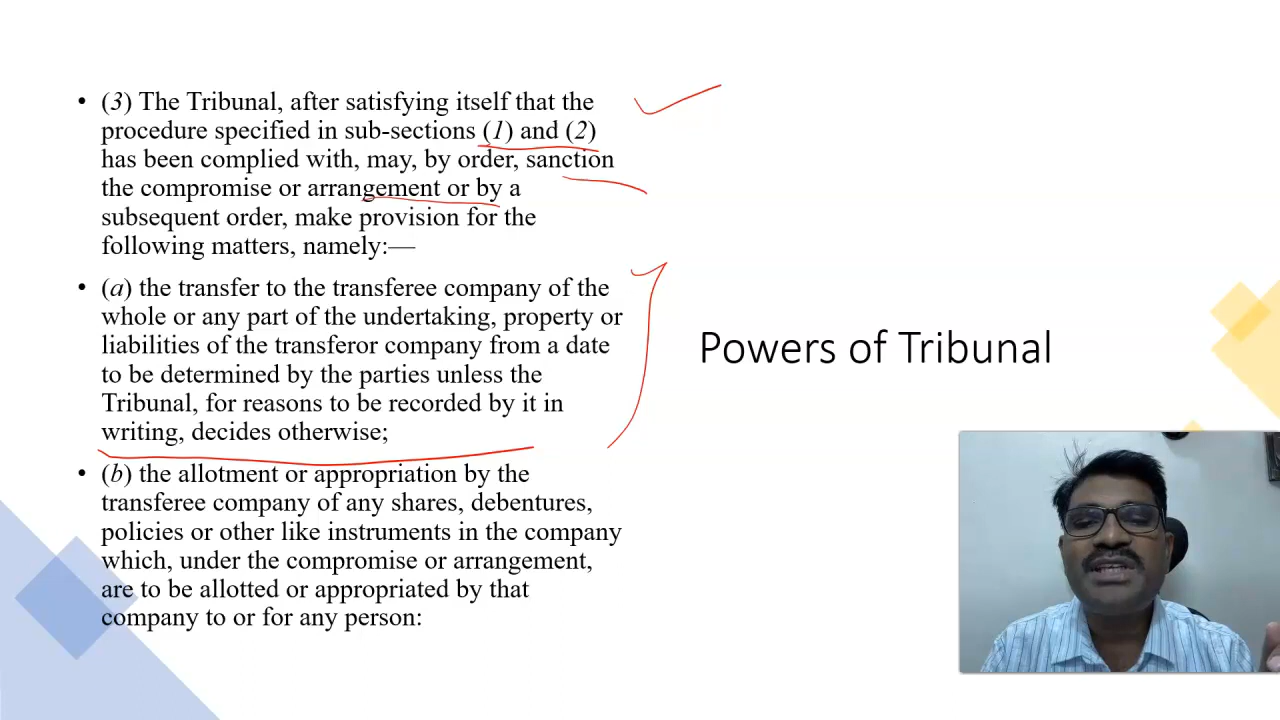 • (3) The Tribunal, after satisfying itself that the
procedure specified in sub-sections (1) and (2)
has been complied with, may, by order, sanction
the compromise or arrangement or by a
subsequent order, make provision for the
following matters, namely:—
• (a) the transfer to the transferee company of the
whole or any part of the undertaking, property or
liabilities of the transferor company from a date
to be determined by the parties unless the
Tribunal, for reasons to be recorded by it in
writing, decides otherwise;
• (b) the allotment or appropriation by the
transferee company of any shares, debentures,
policies or other like instruments in the company
which, under the compromise or arrangement,
are to be allotted or appropriated by that
company to or for any person:
Powers of Tribunal